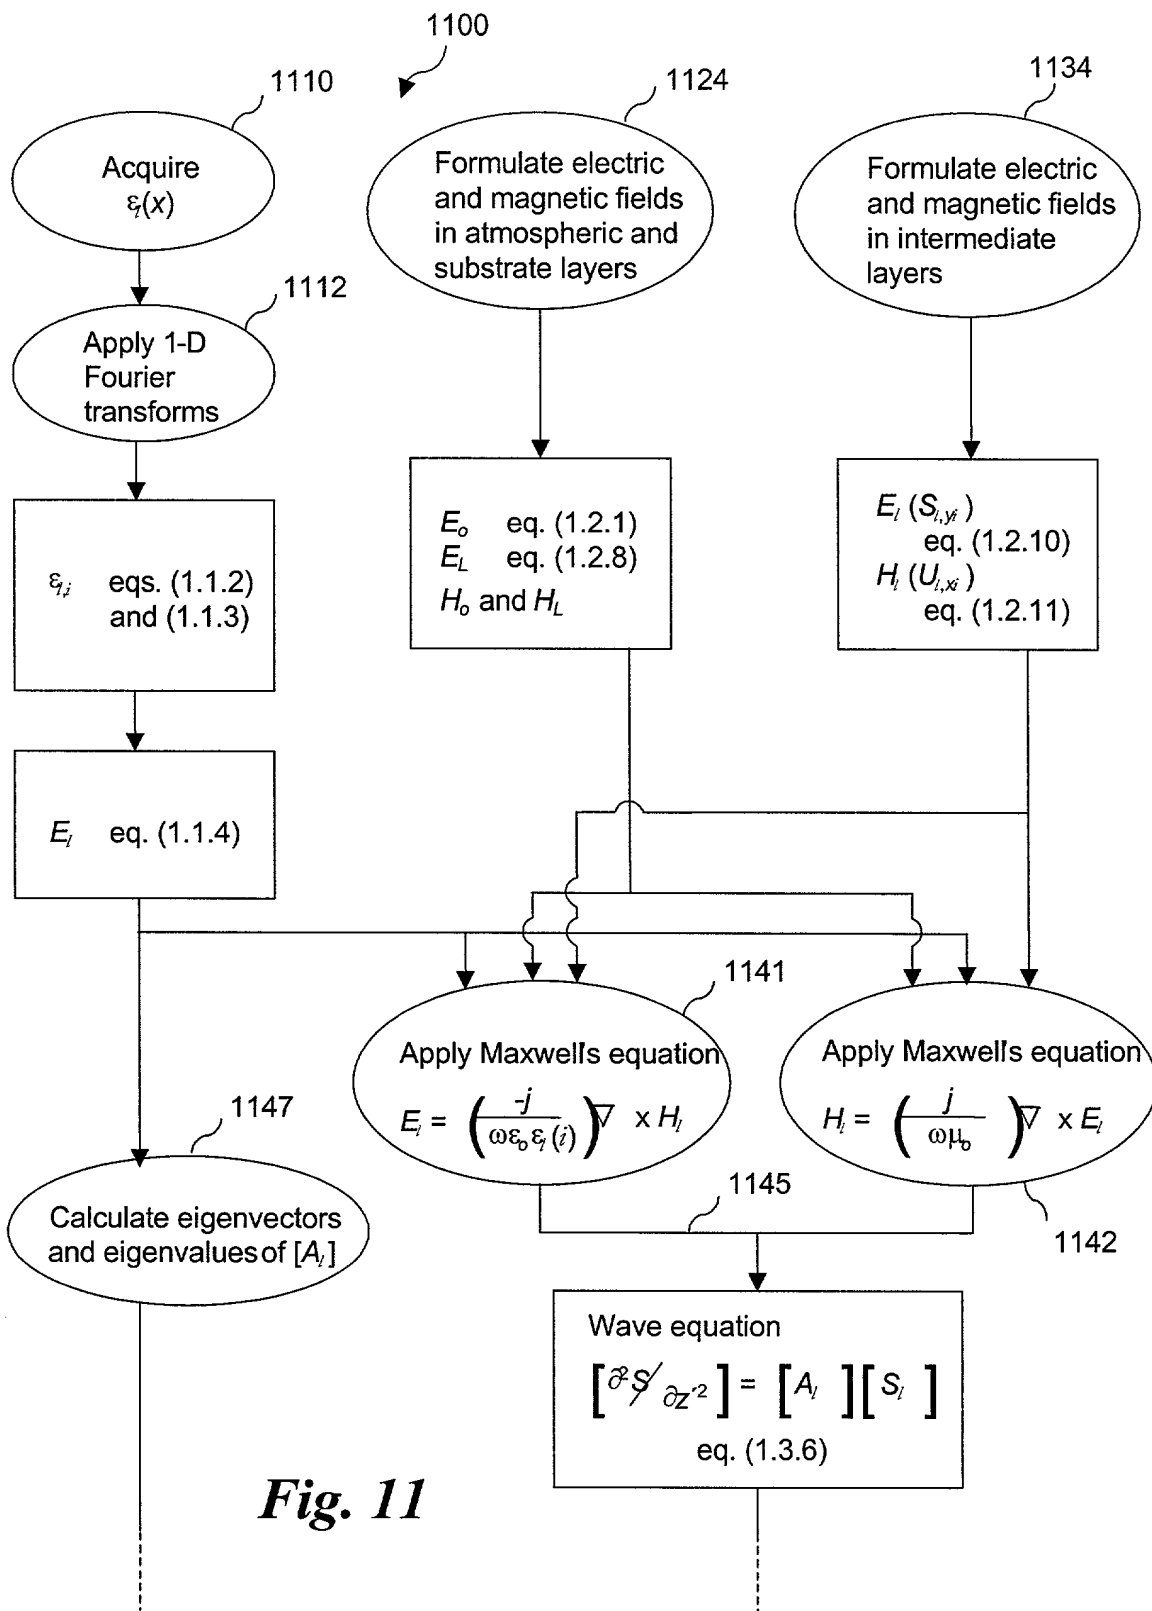 1100
1110
Acquire
εₗ(x)
1112
Apply 1-D
Fourier
transforms
εₗ,ᵢ eqs. (1.1.2)
and (1.1.3)
Eₗ eq. (1.1.4)
1124
Formulate electric
and magnetic fields
in atmospheric and
substrate layers
Eₒ eq. (1.2.1)
E_L eq. (1.2.8)
Hₒ and H_L
1134
Formulate electric
and magnetic fields
in intermediate
layers
Eₗ (S_{l,yi})
eq. (1.2.10)
Hₗ (U_{l,xi})
eq. (1.2.11)
1141
Apply Maxwell's equation
Eₗ = (-j / ωεₒεₗ(i)) ∇ x Hₗ
Apply Maxwell's equation
Hₗ = (j / ωμₒ) ∇ x Eₗ
1142
1145
1147
Calculate eigenvectors
and eigenvalues of [Aₗ]
Wave equation
[∂²Sₗ/∂z'²] = [Aₗ][Sₗ]
eq. (1.3.6)
Fig. 11